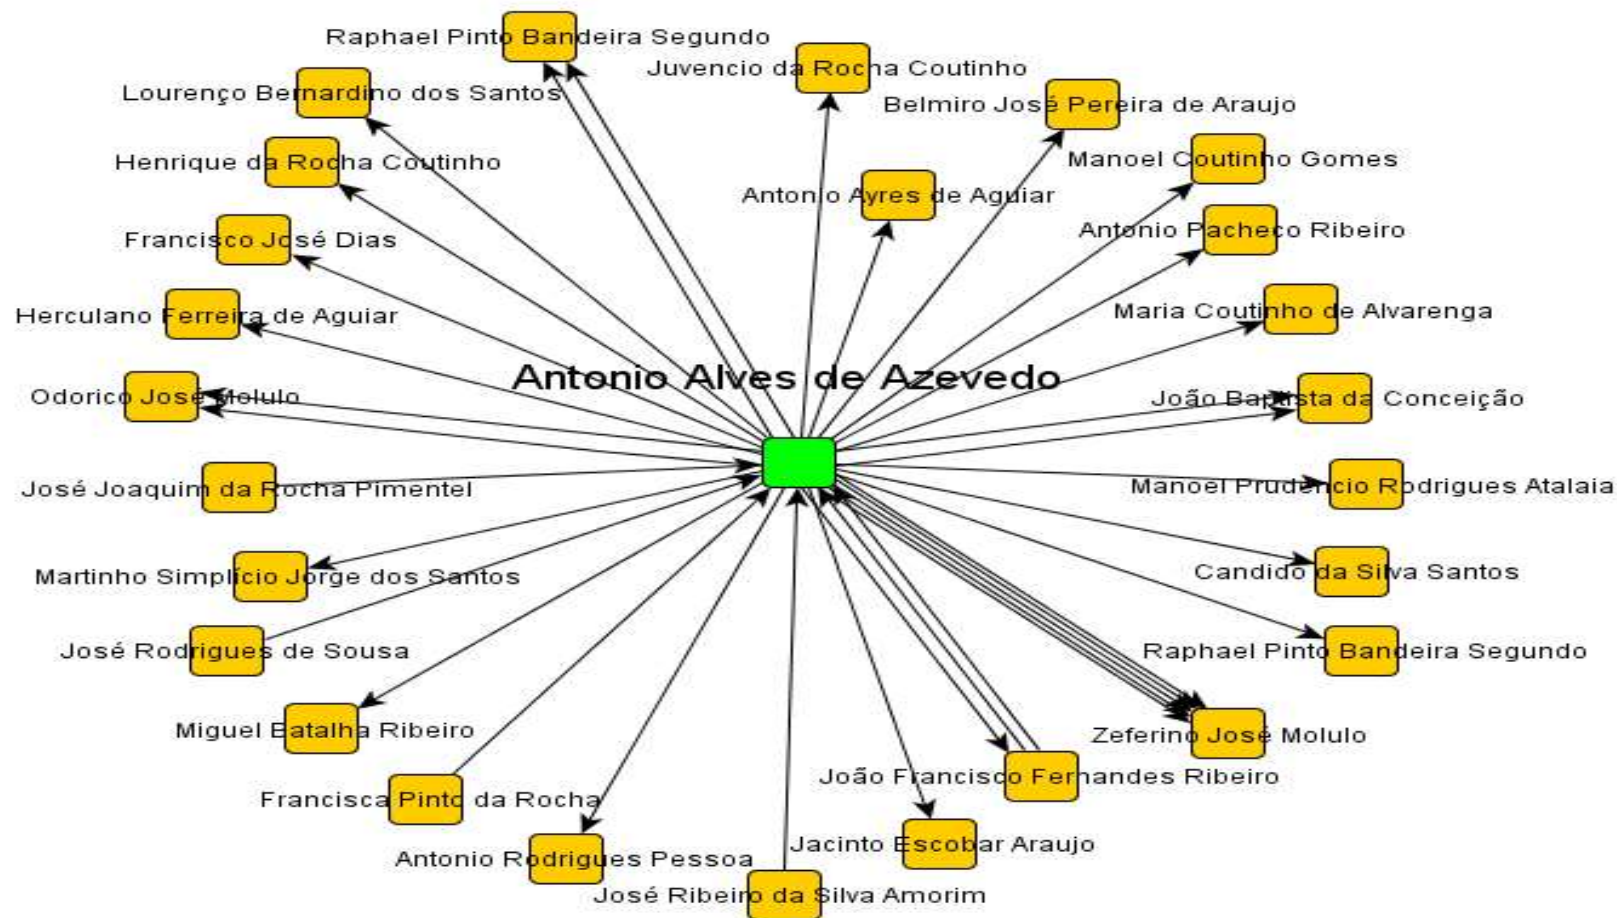 Raphael Pinto Bandeira Segundo
Juvencio da Rocha Coutinho
Lourenço Bernardino dos Santos
Belmiro José Pereira de Araujo
Henrique da Rocha Coutinho
Manoel Coutinho Gomes
Antonio Ayres de Aguiar
Francisco José Dias
Antonio Pacheco Ribeiro
Herculano Ferreira de Aguiar
Maria Coutinho de Alvarenga
Antonio Alves de Azevedo
Odorico José Molulo
João Baptista da Conceição
José Joaquim da Rocha Pimentel
Manoel Prudencio Rodrigues Atalaia
Martinho Simplício Jorge dos Santos
Candido da Silva Santos
José Rodrigues de Sousa
Raphael Pinto Bandeira Segundo
Miguel Batalha Ribeiro
Zeferino José Molulo
João Francisco Fernandes Ribeiro
Francisca Pinto da Rocha
Jacinto Escobar Araujo
Antonio Rodrigues Pessoa
José Ribeiro da Silva Amorim